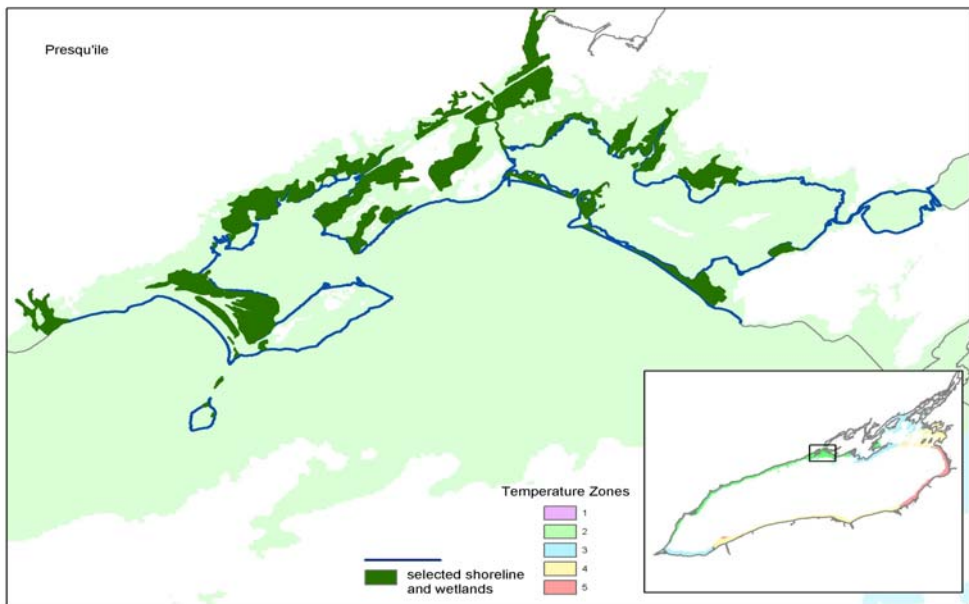 Presqu'ile
Temperature Zones
1
2
3
4
5
selected shoreline
and wetlands